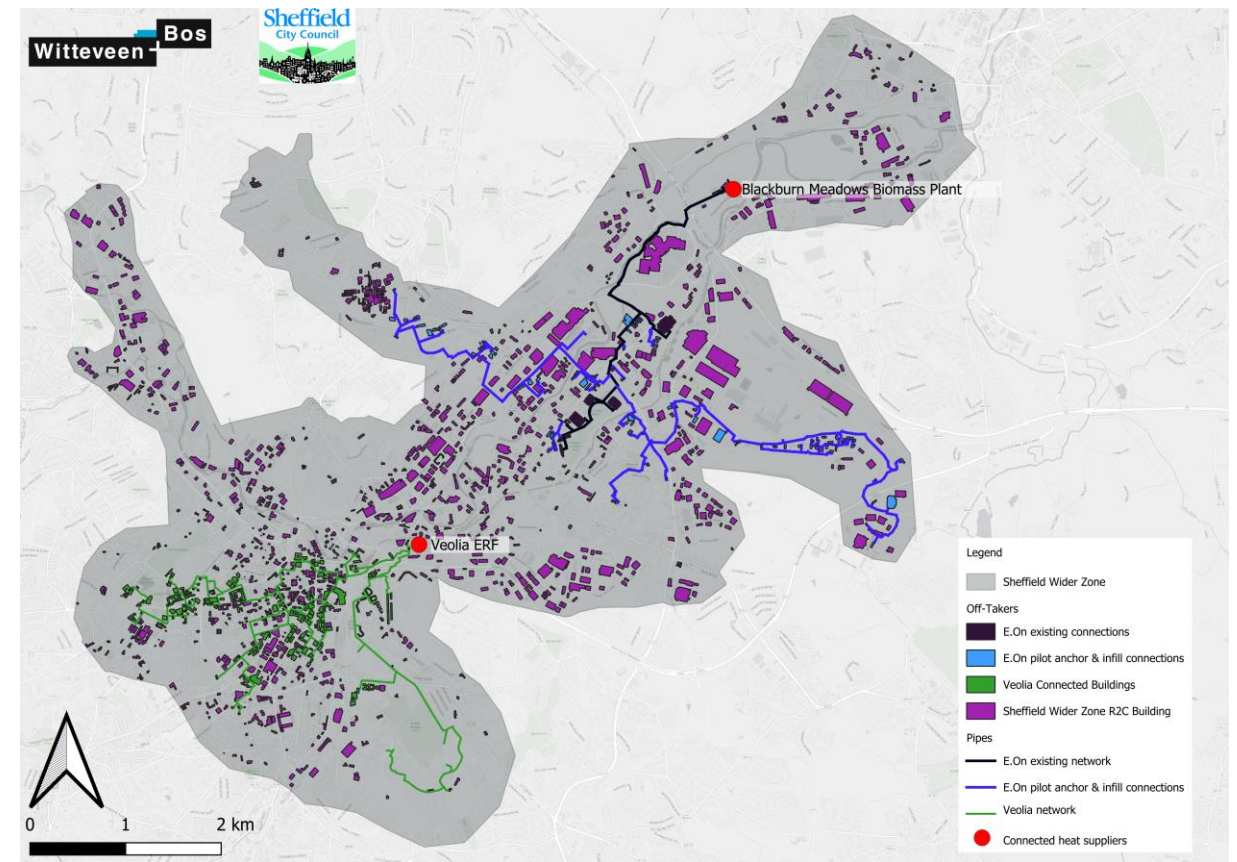 Witteveen
Bos
Sheffield
City Council
Blackburn Meadows Biomass Plant
Veolia ERF
Legend
Sheffield Wider Zone
Off-Takers
E.On existing connections
E.On pilot anchor & infill connections
Veolia Connected Buildings
Sheffield Wider Zone R2C Building
Pipes
E.On existing network
E.On pilot anchor & infill connections
Veolia network
Connected heat suppliers
0 1 2 km